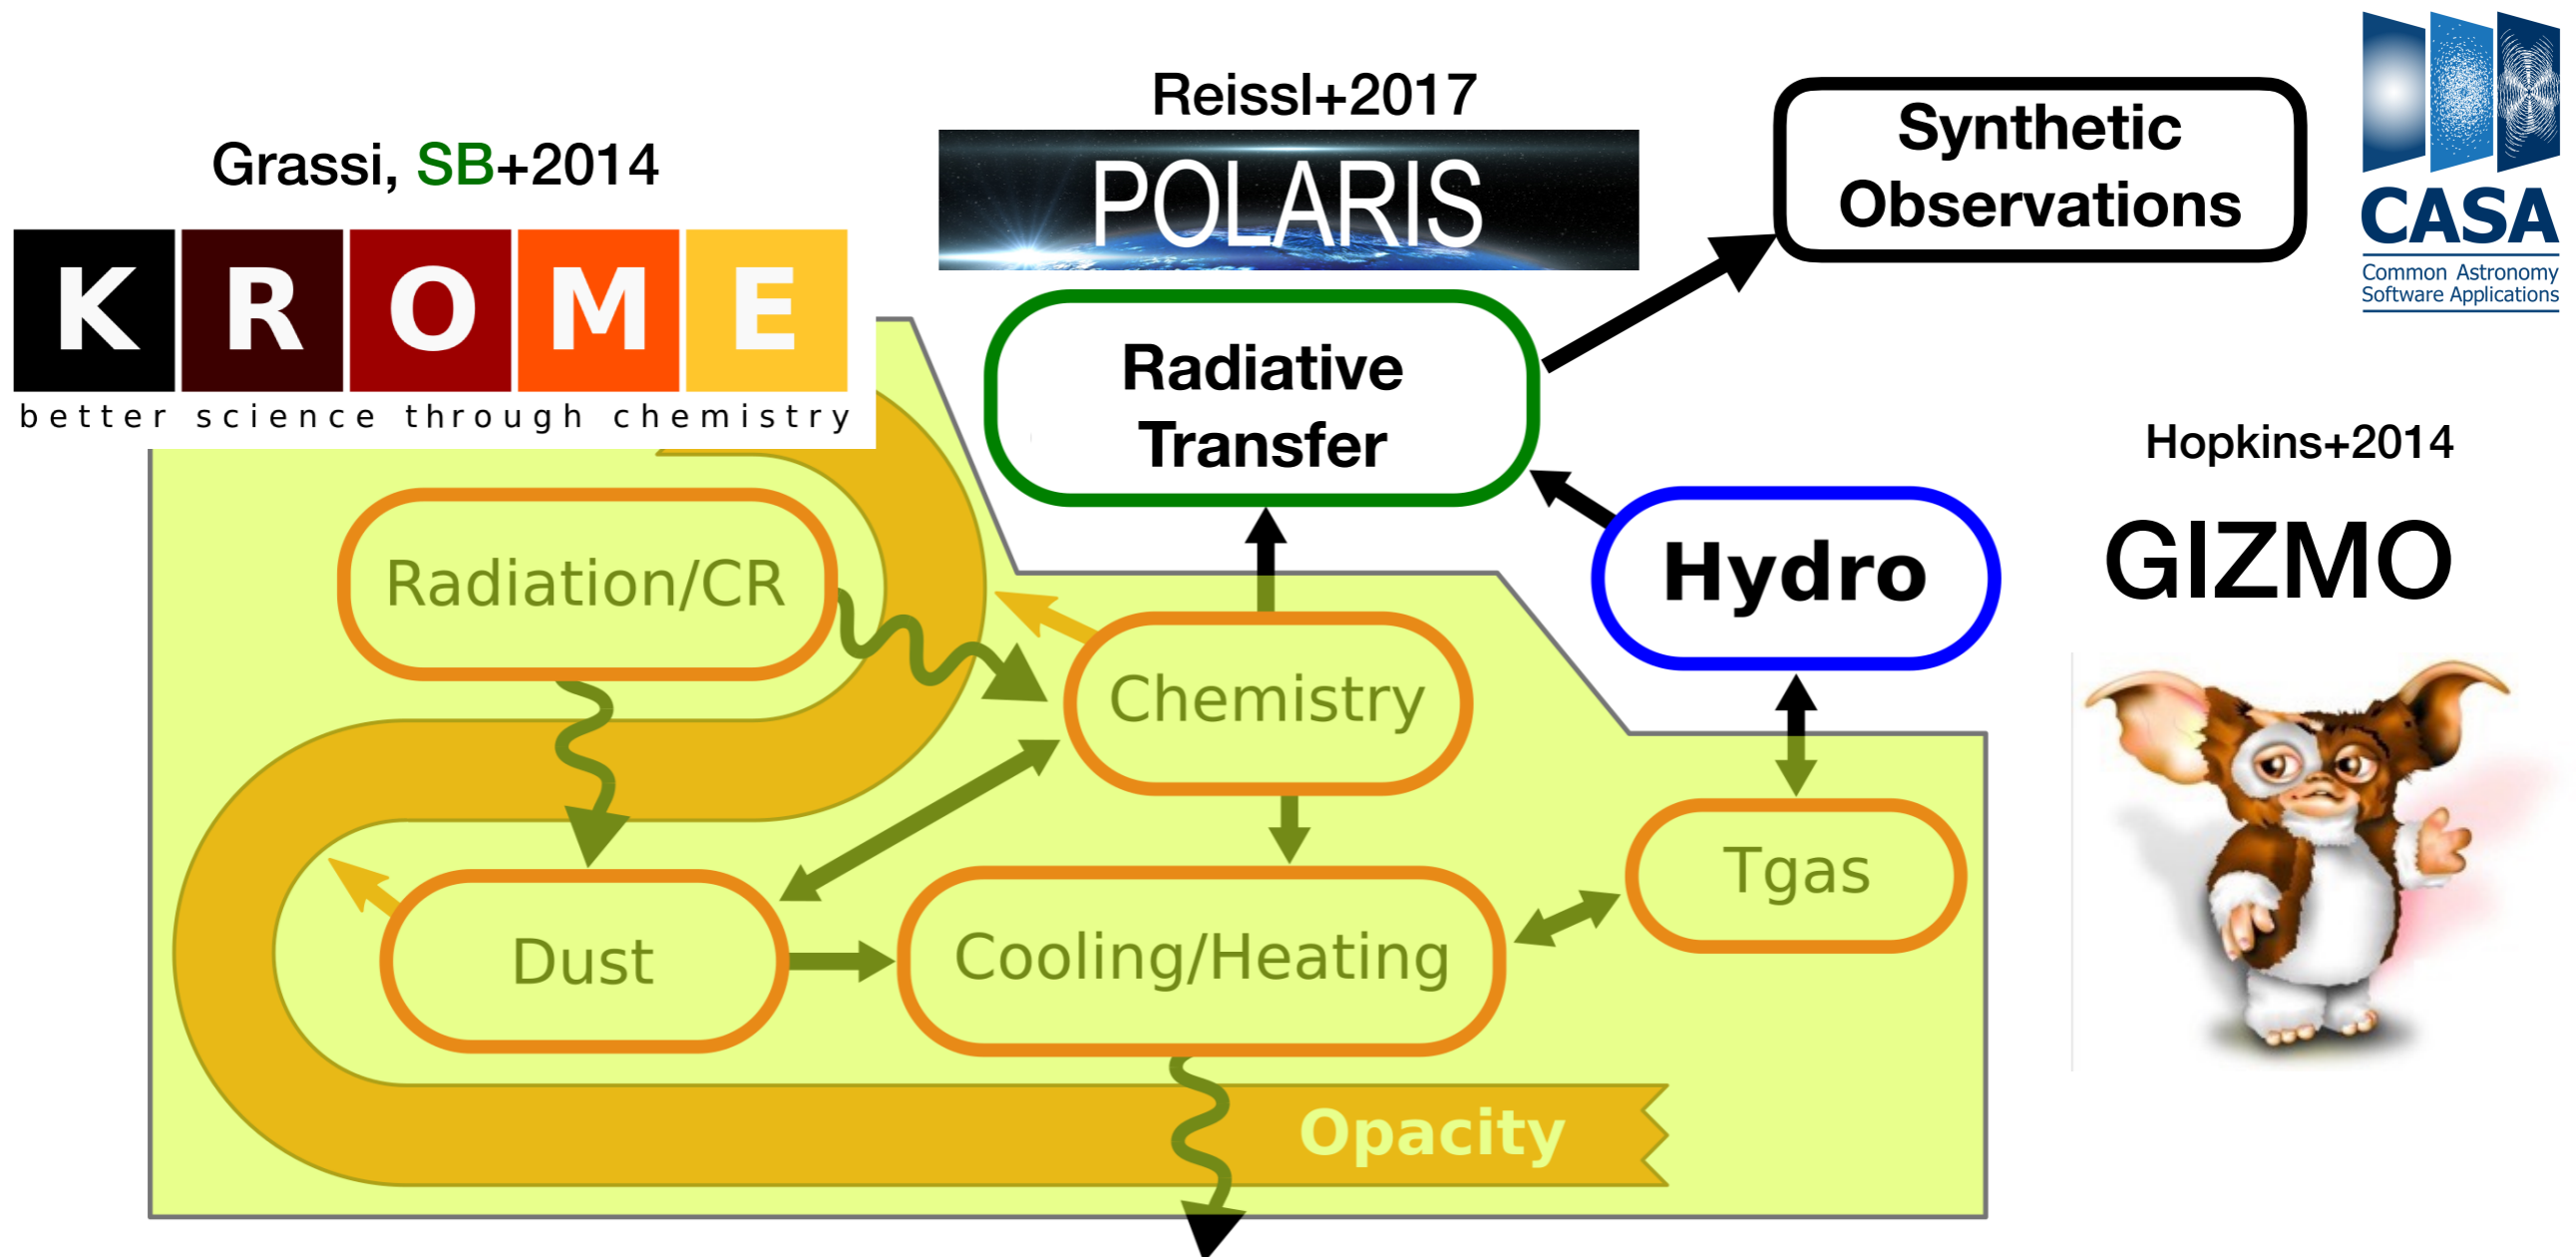 Reissl+2017
POLARIS
Synthetic
Observations
CASA
Common Astronomy
Software Applications
Grassi, SB+2014
K R O M E
better science through chemistry
Radiative
Transfer
Hopkins+2014
GIZMO
Hydro
Radiation/CR
Chemistry
Tgas
Dust
Cooling/Heating
Opacity